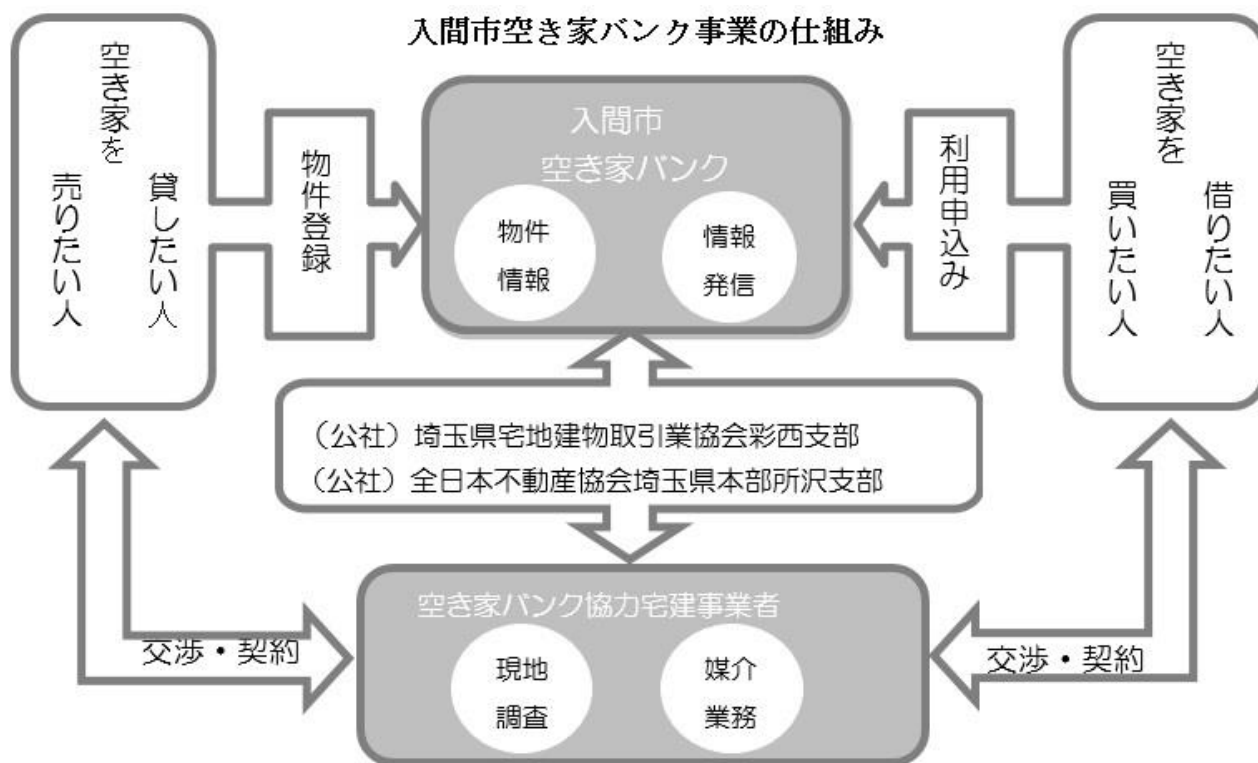 入間市空き家バンク事業の仕組み
空き家を
貸したい人
売りたい人
物件登録
入間市
空き家バンク
物件
情報
情報
発信
利用申込み
空き家を
借りたい人
買いたい人
（公社）埼玉県宅地建物取引業協会彩西支部
（公社）全日本不動産協会埼玉県本部所沢支部
交渉・契約
空き家バンク協力宅建事業者
現地
調査
媒介
業務
交渉・契約